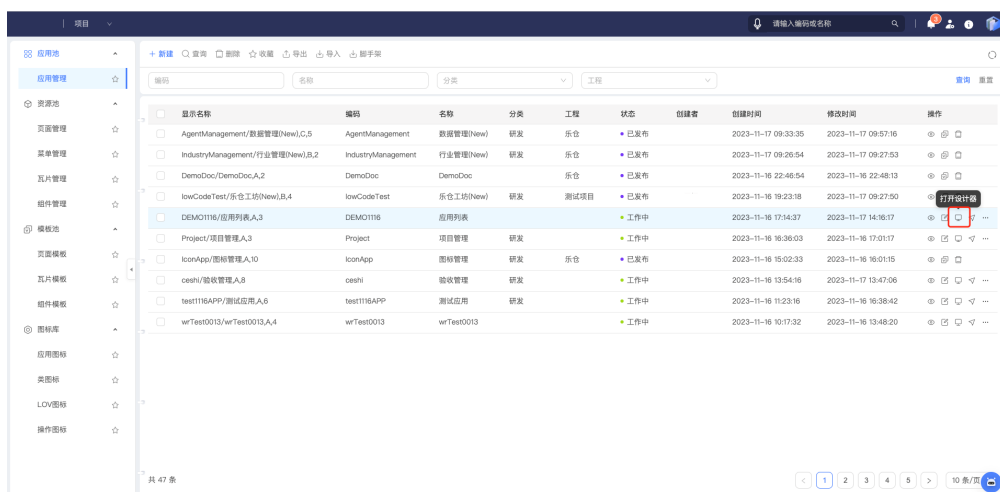 项目
请输入编码或名称
3
应用池
应用管理
资源池
页面管理
菜单管理
瓦片管理
组件管理
模板池
页面模板
瓦片模板
组件模板
图标库
应用图标
类图标
LOV图标
操作图标
+ 新建 查询 删除 收藏 导出 导入 脚手架
编码 名称 分类 工程 查询 重置
显示名称 编码 名称 分类 工程 状态 创建者 创建时间 修改时间 操作
AgentManagement/数据管理(New),C,5 AgentManagement 数据管理(New) 研发 乐仓 已发布 2023-11-17 09:33:35 2023-11-17 09:57:16
IndustryManagement/行业管理(New),B,2 IndustryManagement 行业管理(New) 研发 乐仓 已发布 2023-11-17 09:26:54 2023-11-17 09:27:53
DemoDoc/DemoDoc,A,2 DemoDoc DemoDoc 乐仓 已发布 2023-11-16 22:46:54 2023-11-16 22:48:13
lowCodeTest/乐仓工坊(New),B,4 lowCodeTest 乐仓工坊(New) 研发 测试项目 已发布 2023-11-16 19:23:18 2023-11-17 09:27:50
打开设计器
DEMO1116/应用列表,A,3 DEMO1116 应用列表 工作中 2023-11-16 17:14:37 2023-11-17 14:16:17
Project/项目管理,A,3 Project 项目管理 研发 工作中 2023-11-16 16:36:03 2023-11-16 17:01:17
IconApp/图标管理,A,10 IconApp 图标管理 研发 乐仓 已发布 2023-11-16 15:02:33 2023-11-16 16:01:15
ceshi/验收管理,A,8 ceshi 验收管理 研发 工作中 2023-11-16 13:54:16 2023-11-17 13:47:06
test1116APP/测试应用,A,6 test1116APP 测试应用 研发 工作中 2023-11-16 11:23:16 2023-11-16 16:38:42
wrTest0013/wrTest0013,A,4 wrTest0013 wrTest0013 工作中 2023-11-16 10:17:32 2023-11-16 13:48:20
共 47 条
1 2 3 4 5 10 条/页